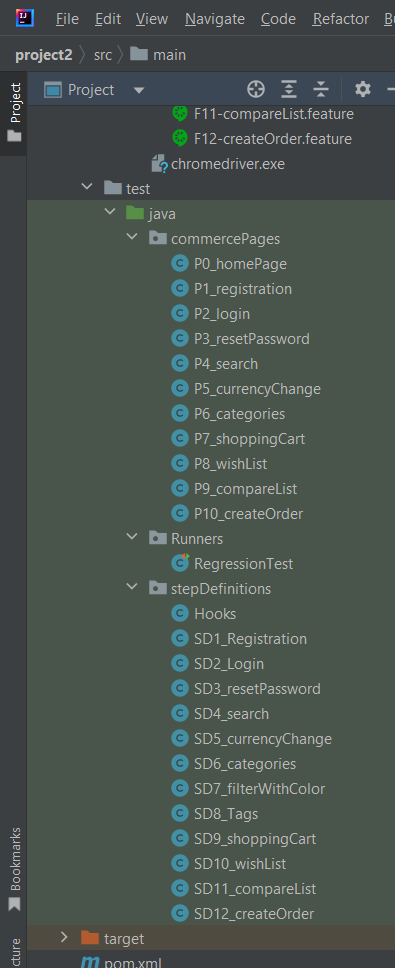 File Edit View Navigate Code Refactor
project2 src main
Project
Project
F11-compareList.feature
F12-createOrder.feature
chromedriver.exe
test
java
commercePages
P0_homePage
P1_registration
P2_login
P3_resetPassword
P4_search
P5_currencyChange
P6_categories
P7_shoppingCart
P8_wishList
P9_compareList
P10_createOrder
Runners
RegressionTest
stepDefinitions
Hooks
SD1_Registration
SD2_Login
SD3_resetPassword
SD4_search
SD5_currencyChange
SD6_categories
SD7_filterWithColor
SD8_Tags
SD9_shoppingCart
SD10_wishList
SD11_compareList
SD12_createOrder
Bookmarks
target
pom.xml